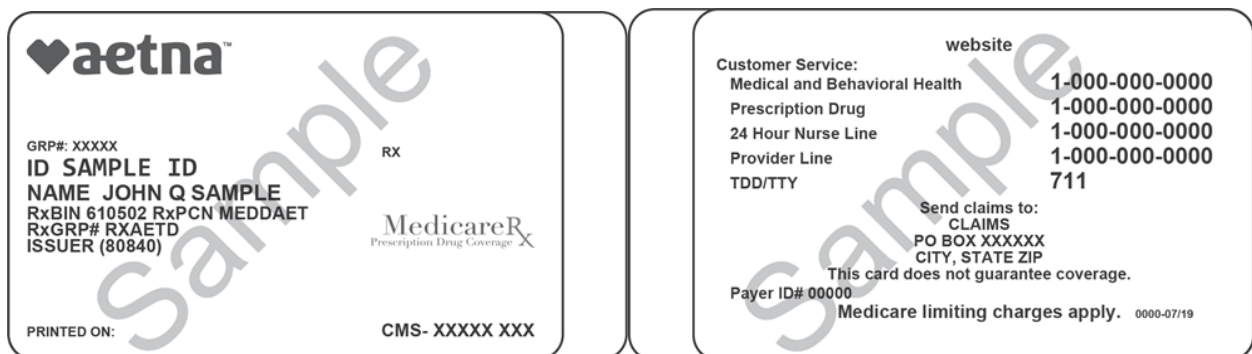 aetna™
GRP#: XXXXX
ID SAMPLE ID
NAME JOHN Q SAMPLE
RxBIN 610502 RxPCN MEDDAET
RxGRP# RXAETD
ISSUER (80840)
RX
MedicareRx
Prescription Drug Coverage
PRINTED ON:
CMS- XXXXX XXX
Sample
website
Customer Service:
Medical and Behavioral Health 1-000-000-0000
Prescription Drug 1-000-000-0000
24 Hour Nurse Line 1-000-000-0000
Provider Line 1-000-000-0000
TDD/TTY 711
Send claims to:
CLAIMS
PO BOX XXXXXX
CITY, STATE ZIP
This card does not guarantee coverage.
Payer ID# 00000
Medicare limiting charges apply. 0000-07/19
Sample